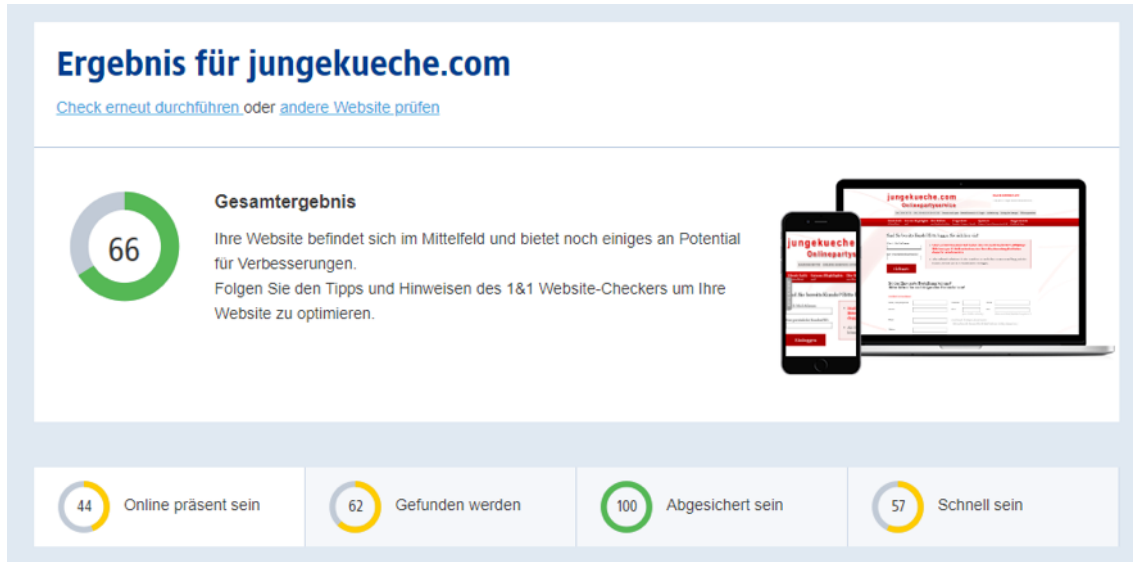 Ergebnis für jungekueche.com
Check erneut durchführen oder andere Website prüfen
66
Gesamtergebnis
Ihre Website befindet sich im Mittelfeld und bietet noch einiges an Potential
für Verbesserungen.
Folgen Sie den Tipps und Hinweisen des 1&1 Website-Checkers um Ihre
Website zu optimieren.
jungekueche.com
Onlinepartyservice
jungekueche
Onlinepartys
44 Online präsent sein
62 Gefunden werden
100 Abgesichert sein
57 Schnell sein